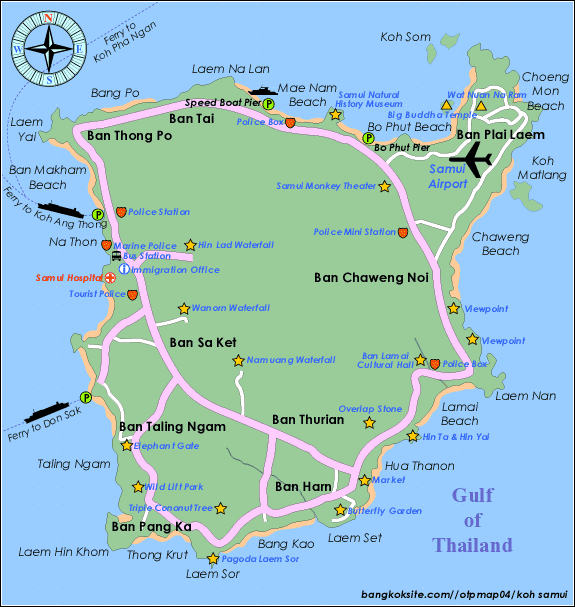 N
W
E
S
Ferry to
Koh Pha Ngan
Koh Som
Laem Na Lan
Bang Po
Mae Nam
Beach
Samui Natural
History Museum
Wat Nuan Na Ram
Choeng
Mon
Beach
Speed Boat Pier
Big Buddha Temple
Ban Tai
Police Box
Bo Phut Beach
Laem
Yai
Ban Thong Po
Ban Plai Laem
Bo Phut Pier
Samui
Airport
Koh
Matlang
Ban Makham
Beach
Samui Monkey Theater
Ferry to Koh Ang Thong
Police Station
Police Mini Station
Chaweng
Beach
Na Thon
Marine Police
Hin Lad Waterfall
Bus Station
i
Immigration Office
Samui Hospital
Ban Chaweng Noi
Tourist Police
Wanorn Waterfall
Viewpoint
Ban Sa Ket
Viewpoint
Namuang Waterfall
Ban Lamai
Cultural Hall
Police Box
Laem Nan
Ferry to Don Sak
Overlap Stone
Lamai
Beach
Ban Thurian
Ban Taling Ngam
Hin Ta & Hin Yai
Elephant Gate
Taling Ngam
Hua Thanon
Wild Lift Park
Ban Harn
Market
Triple Cononut Tree
Butterfly Garden
Gulf
of
Thailand
Ban Pang Ka
Laem Hin Khom
Thong Krut
Bang Kao
Laem Set
Pagoda Laem Sor
Laem Sor
bangkoksite.com//otpmap04/koh samui
P
P
P
P